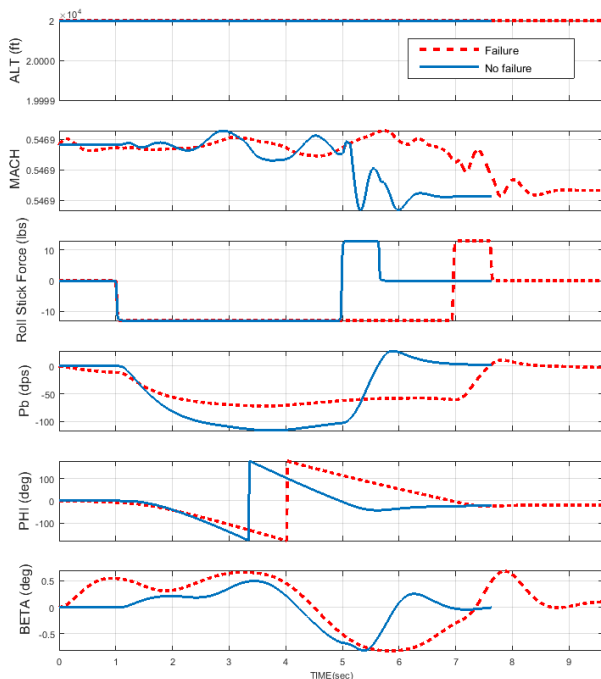 ×10⁴
2
2.0000
1.9999
ALT (ft)
Failure
No failure
0.5469
0.5469
0.5469
MACH
10
0
-10
Roll Stick Force (lbs)
0
-50
-100
Pb (dps)
100
0
-100
PHI (deg)
0.5
0
-0.5
BETA (deg)
0 1 2 3 4 5 6 7 8 9
TIME(sec)